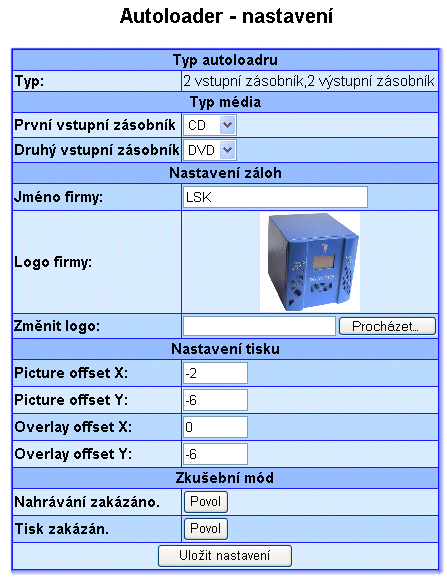 Autoloader - nastavení
Typ autoloadru
Typ: 2 vstupní zásobník,2 výstupní zásobník
Typ média
První vstupní zásobník CD
Druhý vstupní zásobník DVD
Nastavení záloh
Jméno firmy: LSK
Logo firmy:
Změnit logo: Procházet...
Nastavení tisku
Picture offset X: -2
Picture offset Y: -6
Overlay offset X: 0
Overlay offset Y: -6
Zkušební mód
Nahrávání zakázáno. Povol
Tisk zakázán. Povol
Uložit nastavení